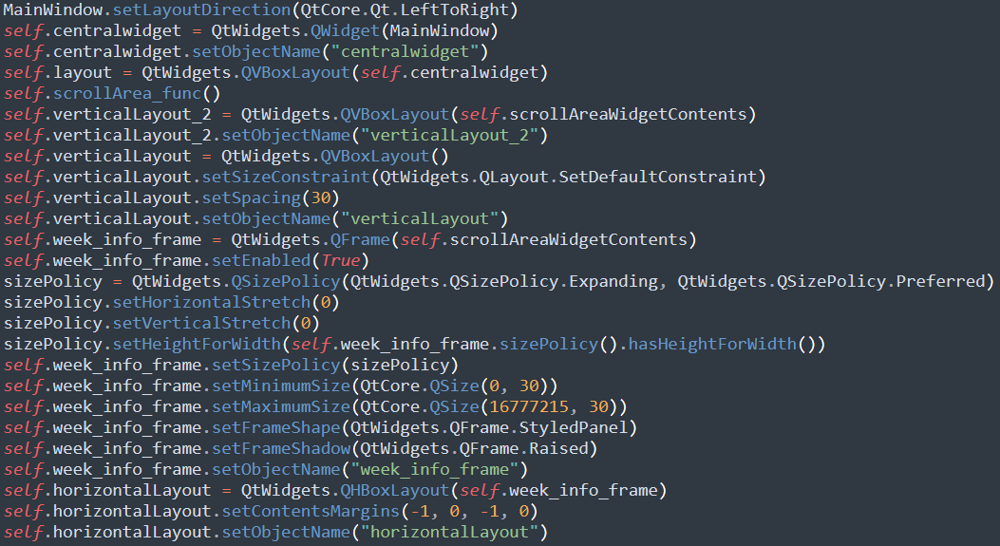 MainWindow.setLayoutDirection(QtCore.Qt.LeftToRight)
self.centralwidget = QtWidgets.QWidget(MainWindow)
self.centralwidget.setObjectName("centralwidget")
self.layout = QtWidgets.QVBoxLayout(self.centralwidget)
self.scrollArea_func()
self.verticalLayout_2 = QtWidgets.QVBoxLayout(self.scrollAreaWidgetContents)
self.verticalLayout_2.setObjectName("verticalLayout_2")
self.verticalLayout = QtWidgets.QVBoxLayout()
self.verticalLayout.setSizeConstraint(QtWidgets.QLayout.SetDefaultConstraint)
self.verticalLayout.setSpacing(30)
self.verticalLayout.setObjectName("verticalLayout")
self.week_info_frame = QtWidgets.QFrame(self.scrollAreaWidgetContents)
self.week_info_frame.setEnabled(True)
sizePolicy = QtWidgets.QSizePolicy(QtWidgets.QSizePolicy.Expanding, QtWidgets.QSizePolicy.Preferred)
sizePolicy.setHorizontalStretch(0)
sizePolicy.setVerticalStretch(0)
sizePolicy.setHeightForWidth(self.week_info_frame.sizePolicy().hasHeightForWidth())
self.week_info_frame.setSizePolicy(sizePolicy)
self.week_info_frame.setMinimumSize(QtCore.QSize(0, 30))
self.week_info_frame.setMaximumSize(QtCore.QSize(16777215, 30))
self.week_info_frame.setFrameShape(QtWidgets.QFrame.StyledPanel)
self.week_info_frame.setFrameShadow(QtWidgets.QFrame.Raised)
self.week_info_frame.setObjectName("week_info_frame")
self.horizontalLayout = QtWidgets.QHBoxLayout(self.week_info_frame)
self.horizontalLayout.setContentsMargins(-1, 0, -1, 0)
self.horizontalLayout.setObjectName("horizontalLayout")